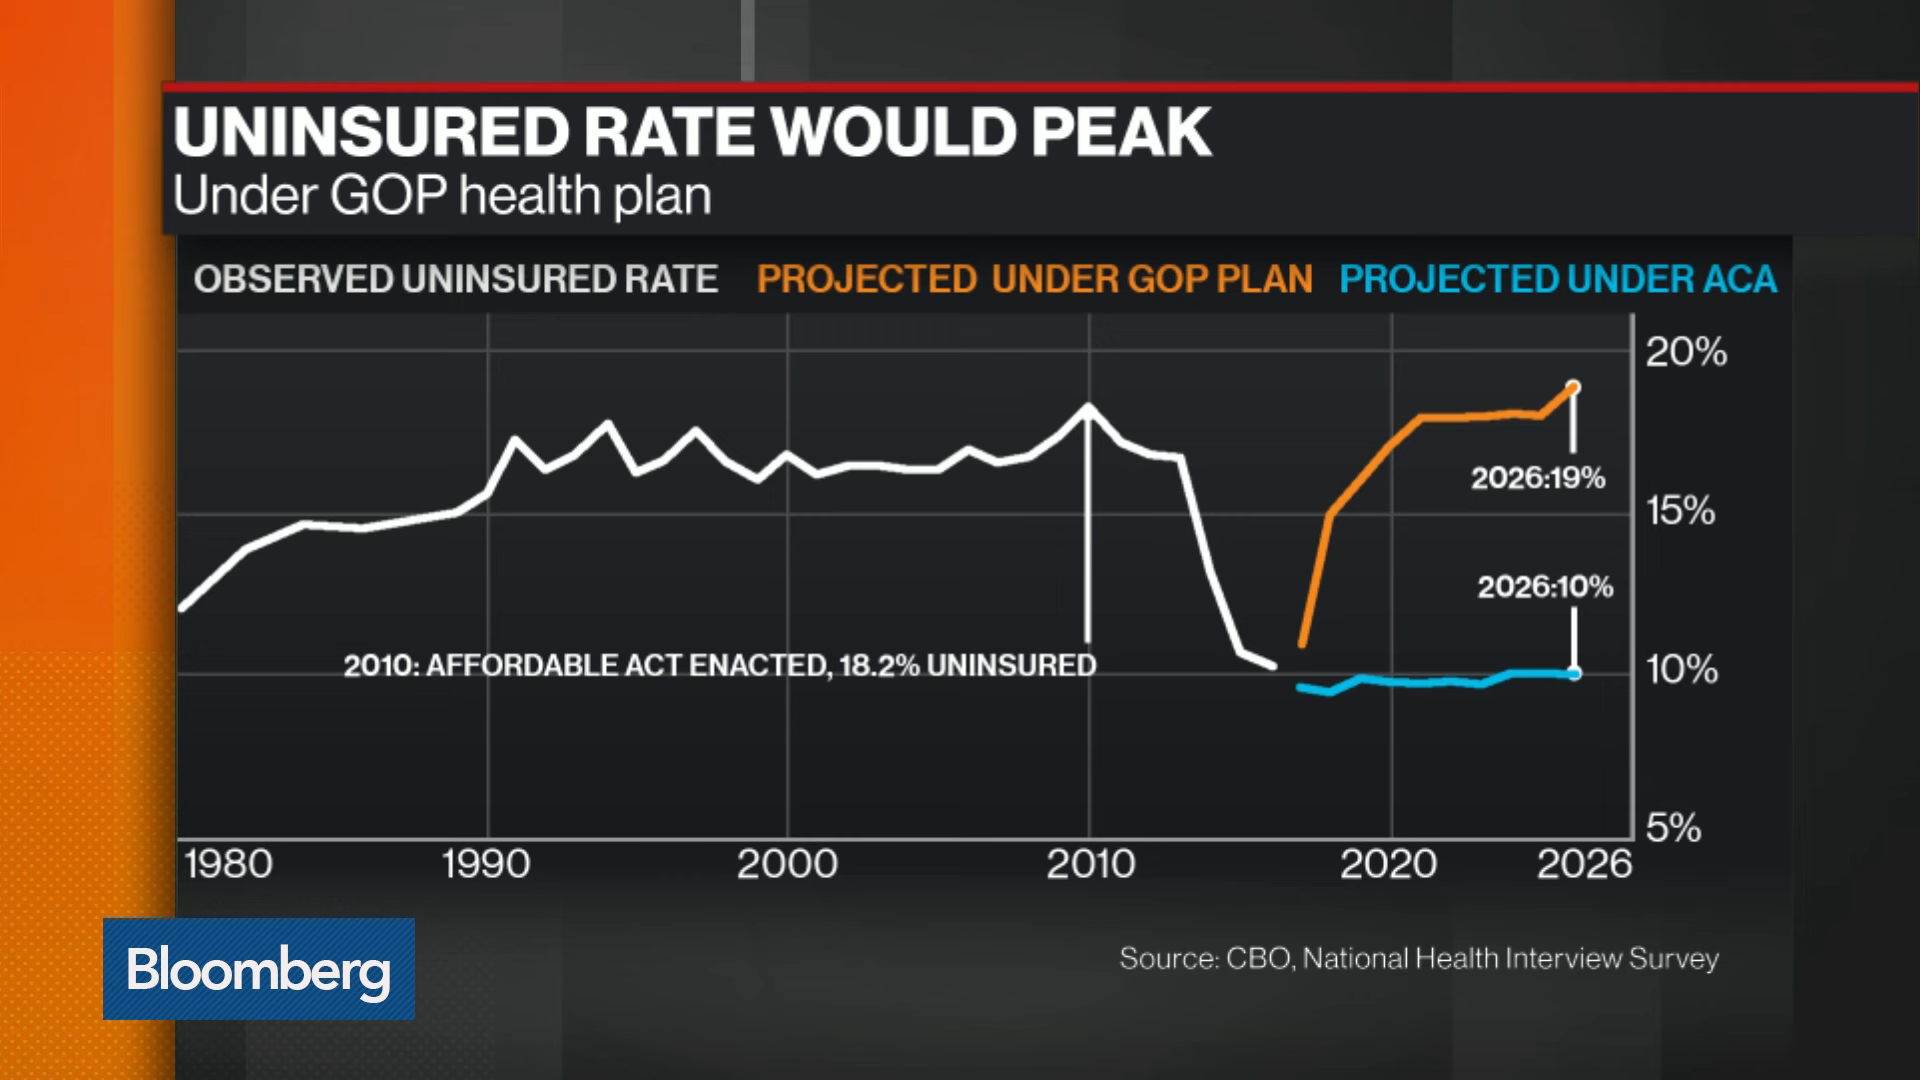 UNINSURED RATE WOULD PEAK
Under GOP health plan
OBSERVED UNINSURED RATE PROJECTED UNDER GOP PLAN PROJECTED UNDER ACA
20%
2026:19%
15%
2026:10%
2010: AFFORDABLE ACT ENACTED, 18.2% UNINSURED
10%
5%
1980 1990 2000 2010 2020 2026
Bloomberg
Source: CBO, National Health Interview Survey